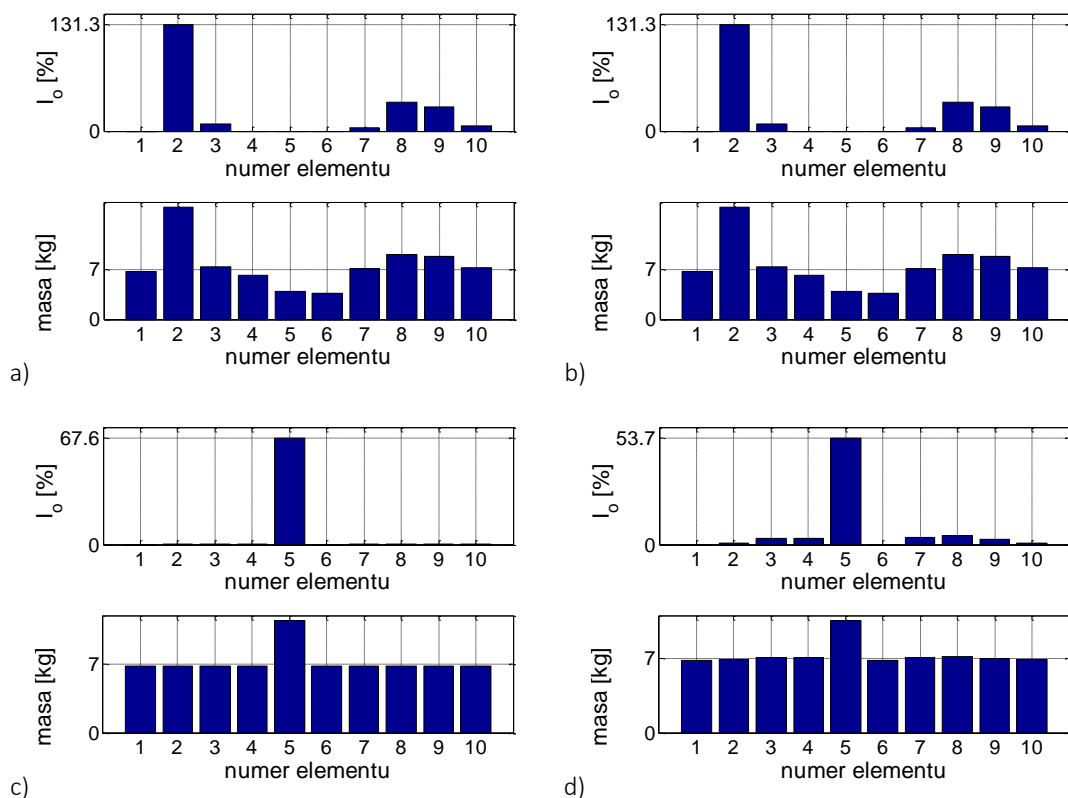 131.3
I_o [%]
0
1 2 3 4 5 6 7 8 9 10
numer elementu
masa [kg]
7
0
1 2 3 4 5 6 7 8 9 10
numer elementu
a)
131.3
I_o [%]
0
1 2 3 4 5 6 7 8 9 10
numer elementu
masa [kg]
7
0
1 2 3 4 5 6 7 8 9 10
numer elementu
b)
67.6
I_o [%]
0
1 2 3 4 5 6 7 8 9 10
numer elementu
masa [kg]
7
0
1 2 3 4 5 6 7 8 9 10
numer elementu
c)
53.7
I_o [%]
0
1 2 3 4 5 6 7 8 9 10
numer elementu
masa [kg]
7
0
1 2 3 4 5 6 7 8 9 10
numer elementu
d)